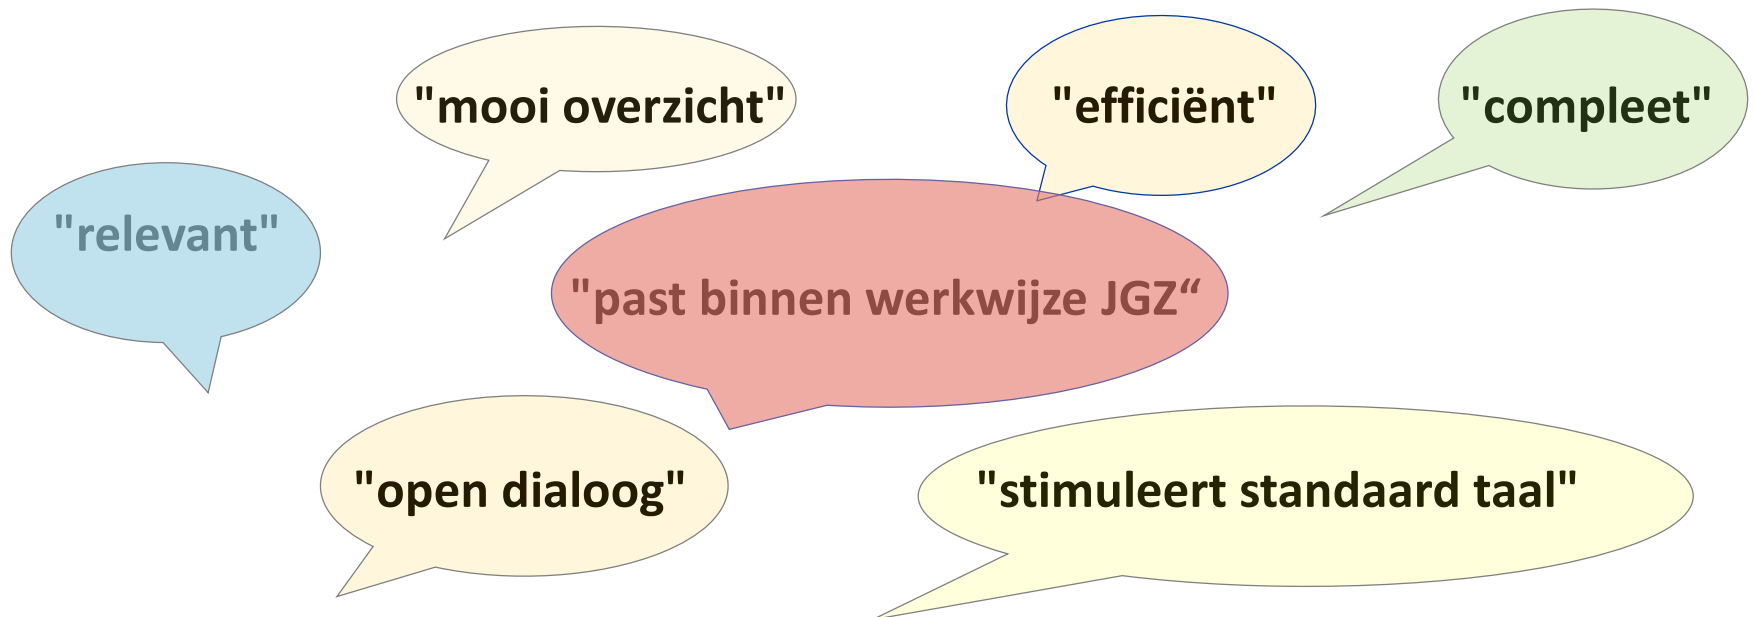 "mooi overzicht"
"efficiënt"
"compleet"
"relevant"
"past binnen werkwijze JGZ“
"open dialoog"
"stimuleert standaard taal"